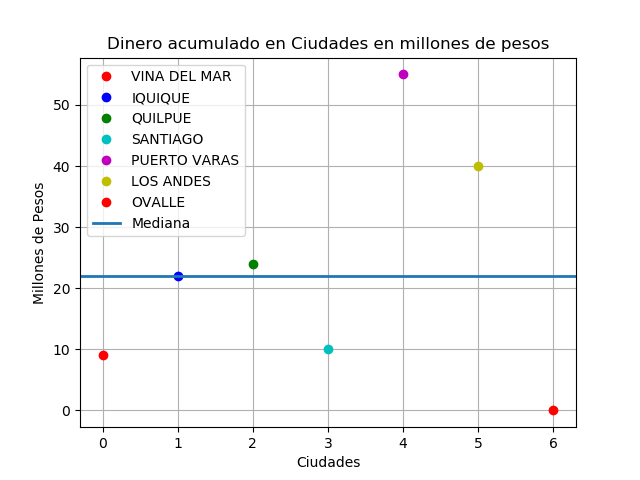 Dinero acumulado en Ciudades en millones de pesos
VINA DEL MAR
IQUIQUE
QUILPUE
SANTIAGO
PUERTO VARAS
LOS ANDES
OVALLE
Mediana
Millones de Pesos
50
40
30
20
10
0
0 1 2 3 4 5 6
Ciudades